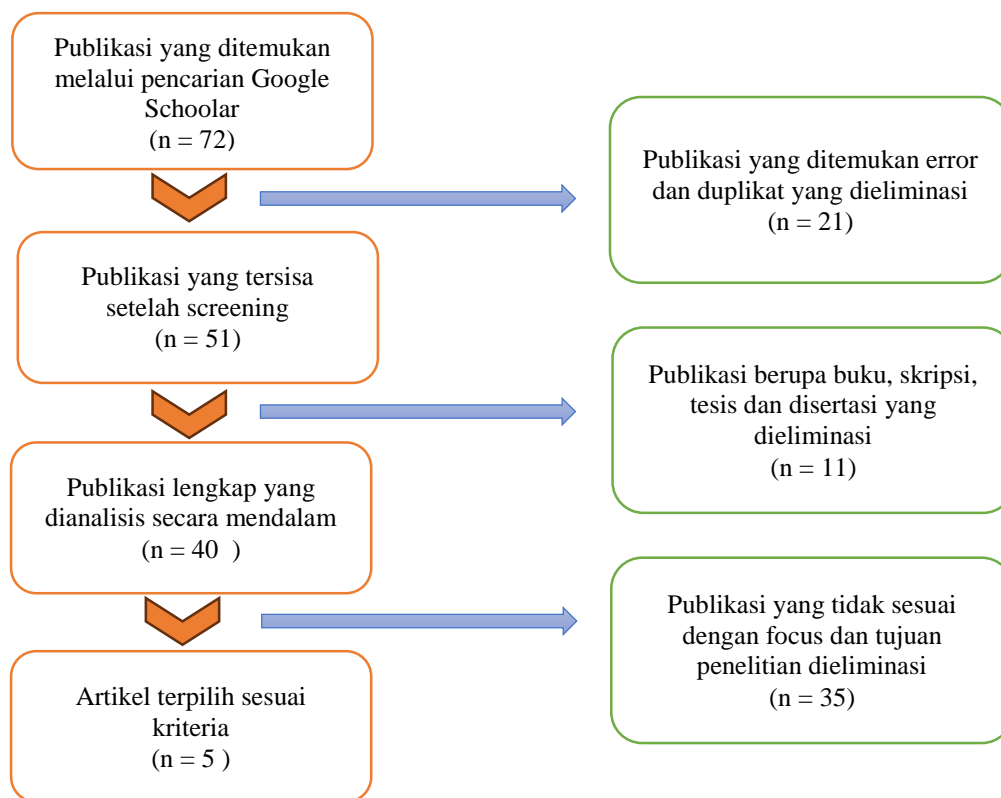 Publikasi yang ditemukan
melalui pencarian Google
Schoolar
(n = 72)
Publikasi yang ditemukan error
dan duplikat yang dieliminasi
(n = 21)
Publikasi yang tersisa
setelah screening
(n = 51)
Publikasi berupa buku, skripsi,
tesis dan disertasi yang
dieliminasi
(n = 11)
Publikasi lengkap yang
dianalisis secara mendalam
(n = 40  )
Publikasi yang tidak sesuai
dengan focus dan tujuan
penelitian dieliminasi
(n = 35)
Artikel terpilih sesuai
kriteria
(n = 5 )